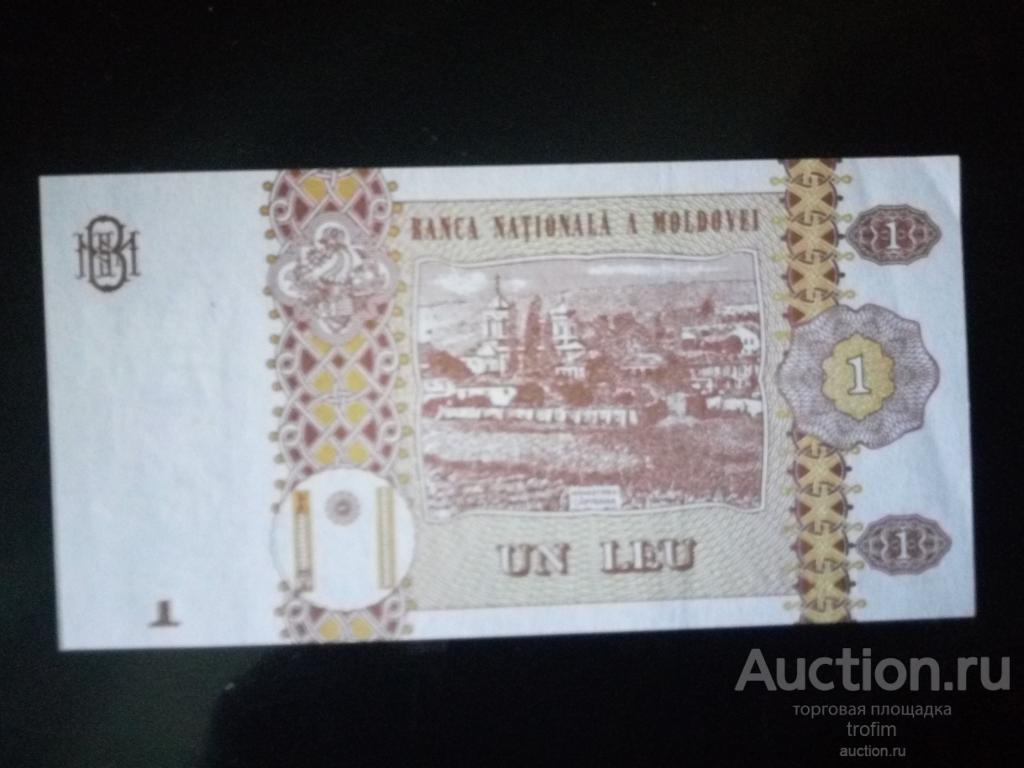 BANCA NAȚIONALĂ A MOLDOVEI
1
1
UN LEU
1
1
Auction.ru
торговая площадка
trofim
auction.ru